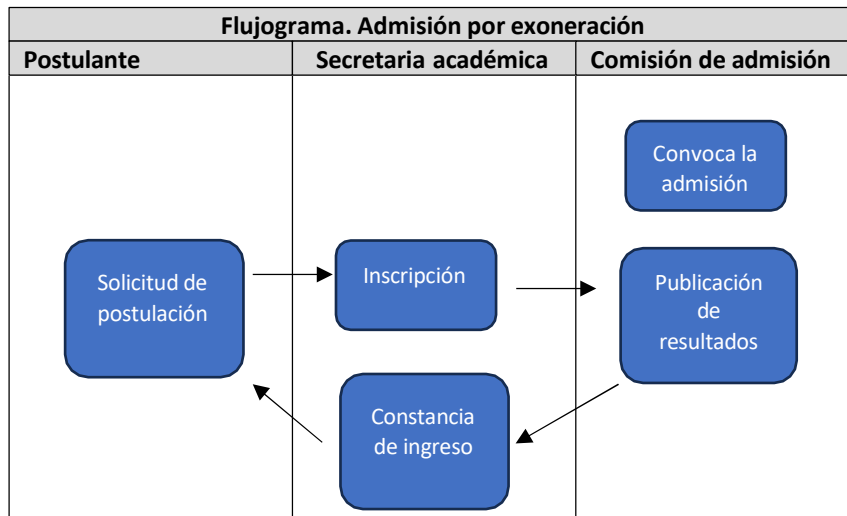 Flujograma. Admisión por exoneración
Postulante
Secretaria académica
Comisión de admisión
Convoca la
admisión
Solicitud de
postulación
Inscripción
Publicación
de
resultados
Constancia
de ingreso